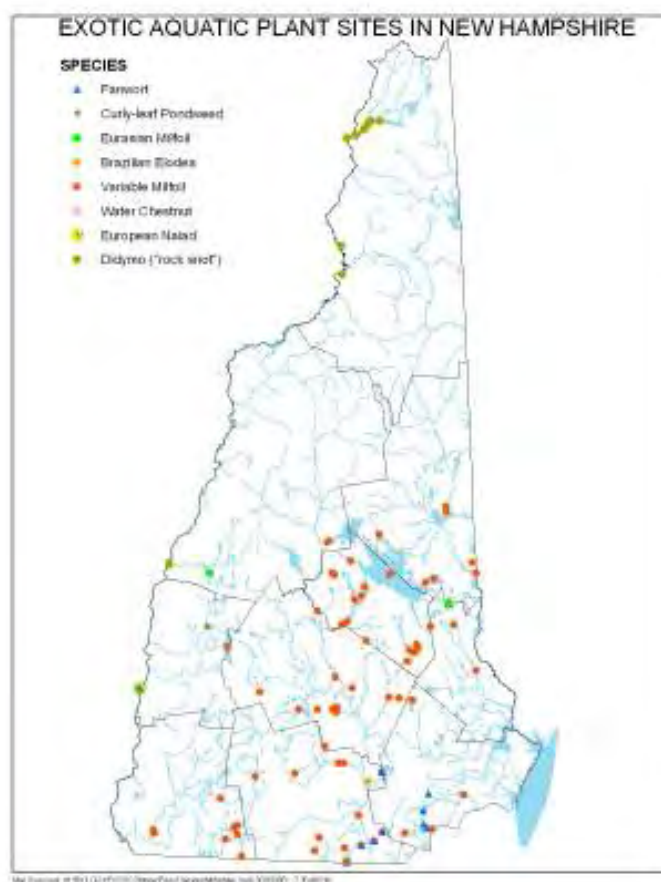 EXOTIC AQUATIC PLANT SITES IN NEW HAMPSHIRE
SPECIES
Fanwort
Curly-leaf Pondweed
Eurasian Milfoil
Brazilian Elodea
Variable Milfoil
Water Chestnut
European Naiad
Didymo ("rock snot")